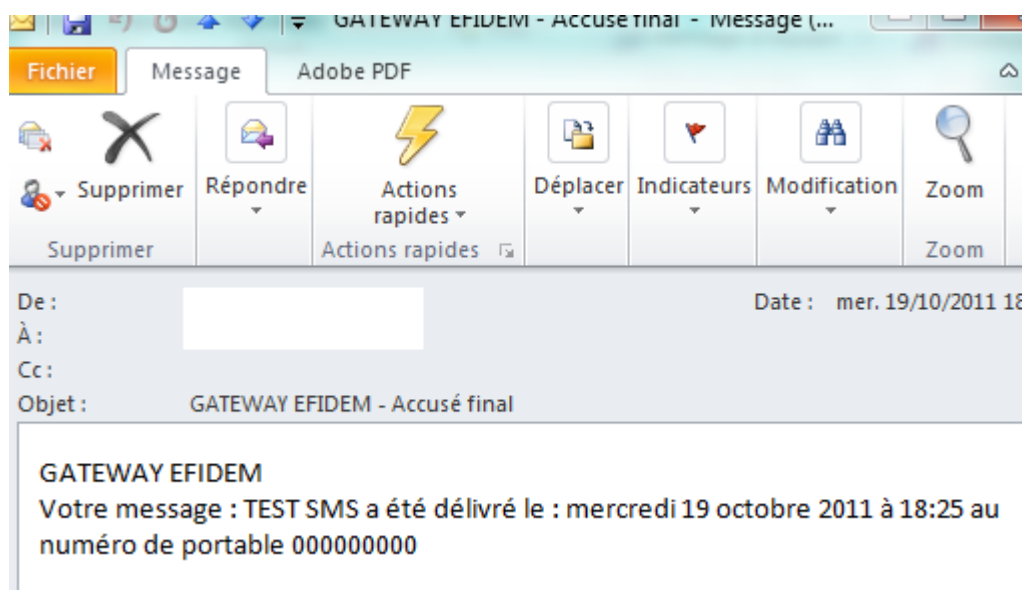 GATEWAY EFIDEM - Accusé final - Message (...
Fichier Message Adobe PDF
Supprimer Répondre Actions rapides Déplacer Indicateurs Modification Zoom
Supprimer Actions rapides Zoom
De : Date : mer. 19/10/2011 18
À :
Cc :
Objet : GATEWAY EFIDEM - Accusé final
GATEWAY EFIDEM
Votre message : TEST SMS a été délivré le : mercredi 19 octobre 2011 à 18:25 au
numéro de portable 000000000